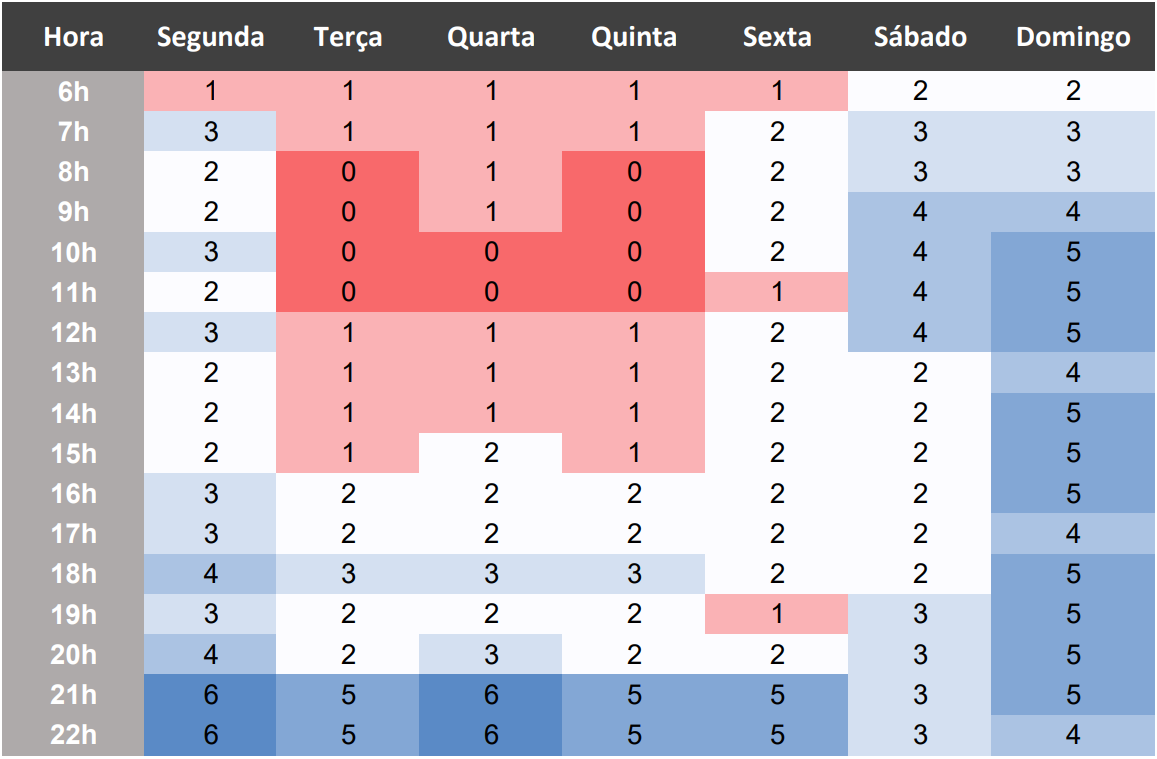 Hora Segunda Terça Quarta Quinta Sexta Sábado Domingo
6h 1 1 1 1 1 2 2
7h 3 1 1 1 2 3 3
8h 2 0 1 0 2 3 3
9h 2 0 1 0 2 4 4
10h 3 0 0 0 2 4 5
11h 2 0 0 0 1 4 5
12h 3 1 1 1 2 4 5
13h 2 1 1 1 2 2 4
14h 2 1 1 1 2 2 5
15h 2 1 2 1 2 2 5
16h 3 2 2 2 2 2 5
17h 3 2 2 2 2 2 4
18h 4 3 3 3 2 2 5
19h 3 2 2 2 1 3 5
20h 4 2 3 2 2 3 5
21h 6 5 6 5 5 3 5
22h 6 5 6 5 5 3 4